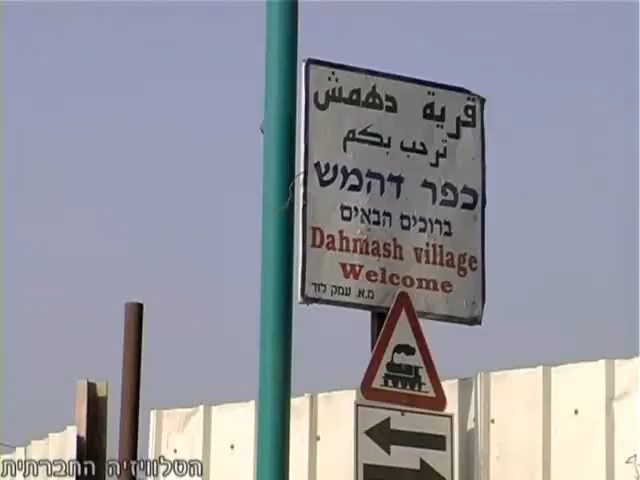 قرية دهمش
ترحب بكم
כפר דהמש
ברוכים הבאים
Dahmash village
Welcome
מ.א. עמק לוד
הטלוויזיה החברתית